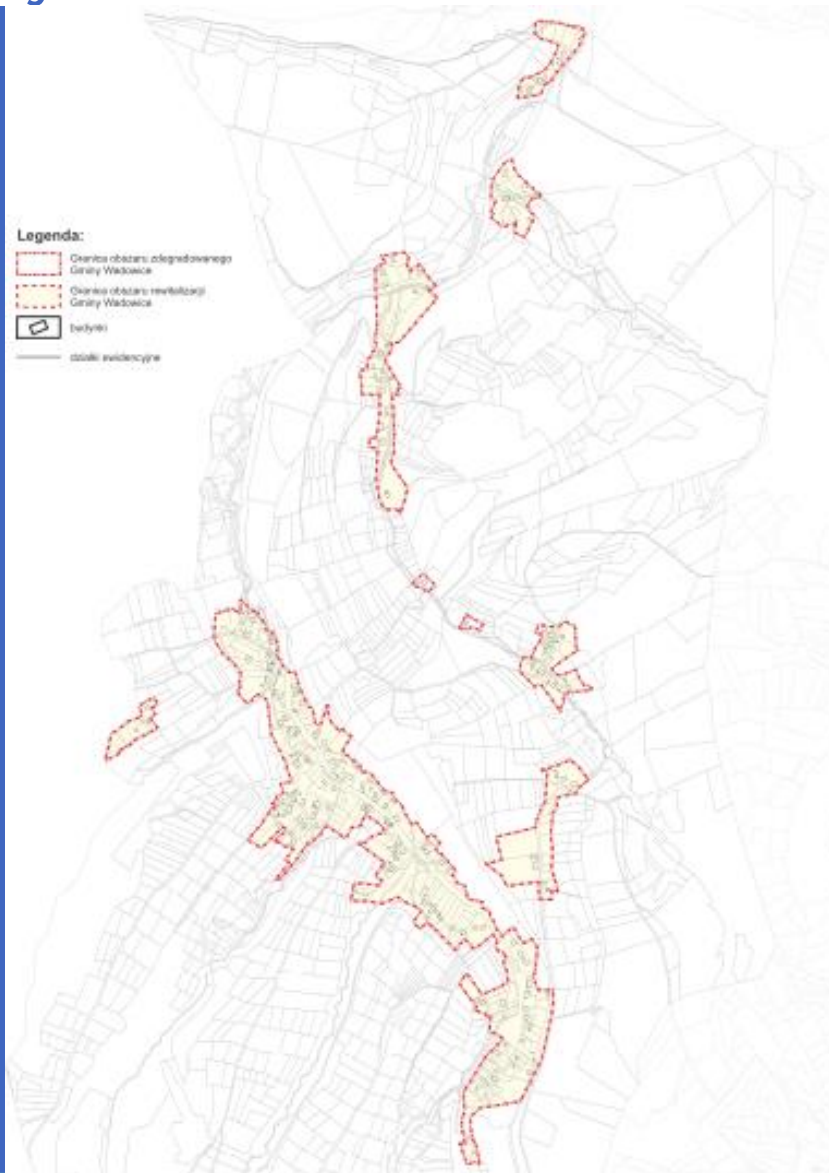 Legenda:
Granica obszaru zdegradowanego
Gminy Wadowice
Granica obszaru rewitalizacji
Gminy Wadowice
budynki
działki ewidencyjne